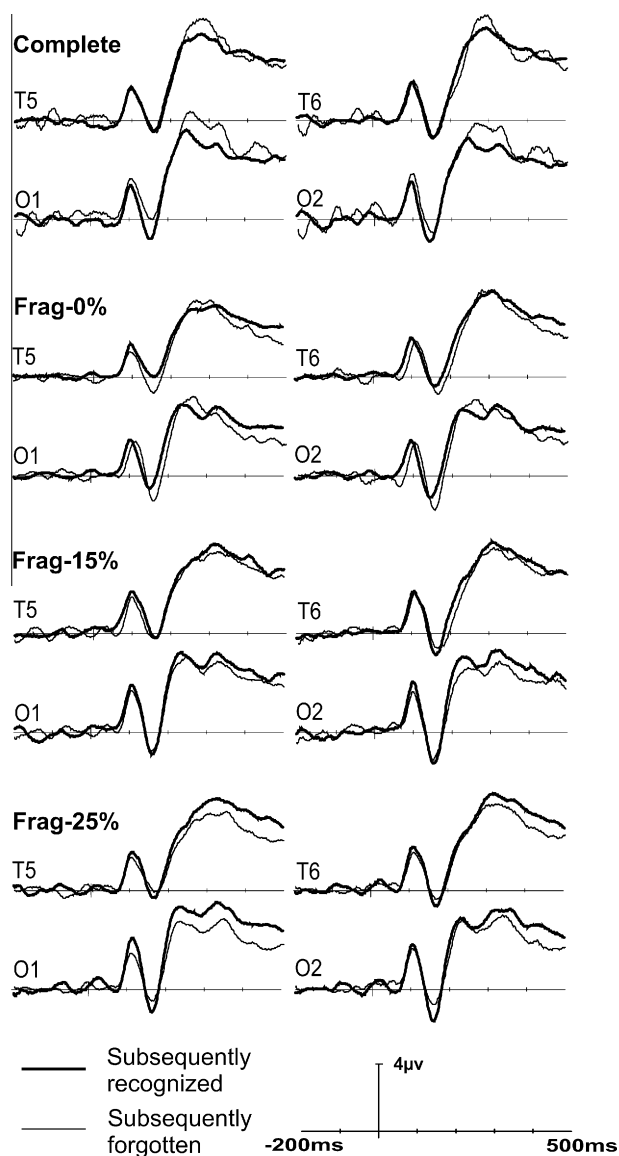 Complete
T5
T6
O1
O2
Frag-0%
T5
T6
O1
O2
Frag-15%
T5
T6
O1
O2
Frag-25%
T5
T6
O1
O2
Subsequently
recognized
Subsequently
forgotten
4μv
-200ms
500ms